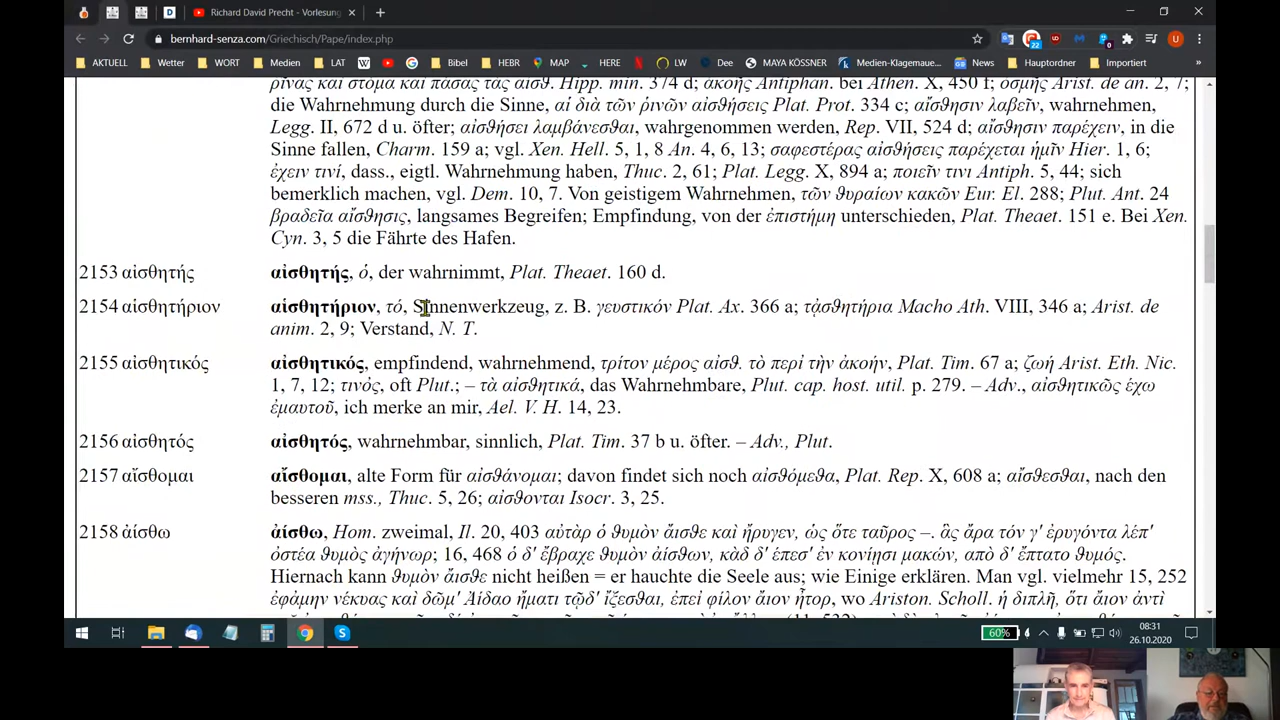 Richard David Precht - Vorlesung
bernhard-senza.com/Griechisch/Pape/index.php
22
0
U
AKTUELL Wetter WORT Medien LAT Bibel HEBR MAP HERE LW Dee MAYA KÖSSNER Medien-Klagemaue... Hauptordner Importiert
ῥῖνας καὶ στόμα καὶ πάσας τὰς αἰσθ. Hipp. min. 374 d; ἀκοῆς Antiphan. bei Athen. X, 450 f; ὀσμῆς Arist. de an. 2, 7;
die Wahrnehmung durch die Sinne, αἱ διὰ τῶν ῥινῶν αἰσθήσεις Plat. Prot. 334 c; αἴσθησιν λαβεῖν, wahrnehmen,
Legg. II, 672 d u. öfter; αἰσθήσει λαμβάνεσθαι, wahrgenommen werden, Rep. VII, 524 d; αἴσθησιν παρέχειν, in die
Sinne fallen, Charm. 159 a; vgl. Xen. Hell. 5, 1, 8 An. 4, 6, 13; σαφεστέρας αἰσθήσεις παρέχεται ἡμῖν Hier. 1, 6;
ἔχειν τινί, dass., eigtl. Wahrnehmung haben, Thuc. 2, 61; Plat. Legg. X, 894 a; ποιεῖν τινι Antiph. 5, 44; sich
bemerklich machen, vgl. Dem. 10, 7. Von geistigem Wahrnehmen, τῶν θυραίων κακῶν Eur. El. 288; Plut. Ant. 24
βραδεῖα αἴσθησις, langsames Begreifen; Empfindung, von der ἐπιστήμη unterschieden, Plat. Theaet. 151 e. Bei Xen.
Cyn. 3, 5 die Fährte des Hafen.
2153 αἰσθητής αἰσθητής, ὁ, der wahrnimmt, Plat. Theaet. 160 d.
2154 αἰσθητήριον αἰσθητήριον, τό, Sinnenwerkzeug, z. B. γευστικόν Plat. Ax. 366 a; τᾀσθητήρια Macho Ath. VIII, 346 a; Arist. de
anim. 2, 9; Verstand, N. T.
2155 αἰσθητικός αἰσθητικός, empfindend, wahrnehmend, τρίτον μέρος αἰσθ. τὸ περὶ τὴν ἀκοήν, Plat. Tim. 67 a; ζωή Arist. Eth. Nic.
1, 7, 12; τινός, oft Plut.; – τὰ αἰσθητικά, das Wahrnehmbare, Plut. cap. host. util. p. 279. – Adv., αἰσθητικῶς ἔχω
ἐμαυτοῦ, ich merke an mir, Ael. V. H. 14, 23.
2156 αἰσθητός αἰσθητός, wahrnehmbar, sinnlich, Plat. Tim. 37 b u. öfter. – Adv., Plut.
2157 αἴσθομαι αἴσθομαι, alte Form für αἰσθάνομαι; davon findet sich noch αἰσθόμεθα, Plat. Rep. X, 608 a; αἴσθεσθαι, nach den
besseren mss., Thuc. 5, 26; αἴσθονται Isocr. 3, 25.
2158 ἀίσθω ἀίσθω, Hom. zweimal, Il. 20, 403 αὐτὰρ ὁ θυμὸν ἄισθε καὶ ἤρυγεν, ὡς ὅτε ταῦρος –. ἃς ἄρα τόν γ' ἐρυγόντα λίπ'
ὀστέα θυμὸς ἀγήνωρ; 16, 468 ὁ δ' ἔβραχε θυμὸν ἀίσθων, κὰδ δ' ἔπεσ' ἐν κονίῃσι μακών, ἀπὸ δ' ἔπτατο θυμός.
Hiernach kann θυμὸν ἄισθε nicht heißen = er hauchte die Seele aus; wie Einige erklären. Man vgl. vielmehr 15, 252
ἐφάμην νέκυας καὶ δῶμ' Ἀίδαο ἤματι τῷδ' ἵξεσθαι, ἐπεὶ φίλον ἄιον ἦτορ, wo Ariston. Scholl. ἡ διπλῆ, ὅτι ἄιον ἀντὶ
60%
08:31
26.10.2020